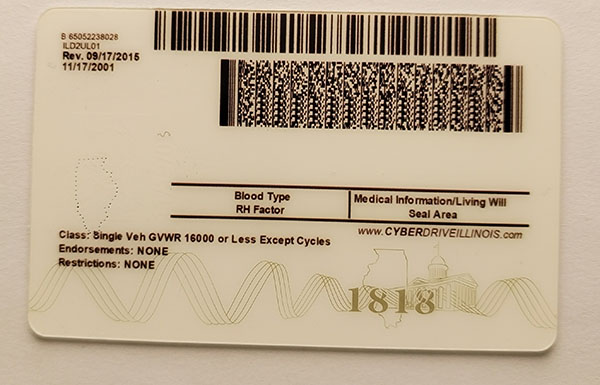 B 65052238028
ILD2UL01
Rev. 09/17/2015
11/17/2001
Blood Type
RH Factor
Medical Information/Living Will
Seal Area
www.CYBERDRIVEILLINOIS.com
Class: Single Veh GVWR 16000 or Less Except Cycles
Endorsements: NONE
Restrictions: NONE
1818